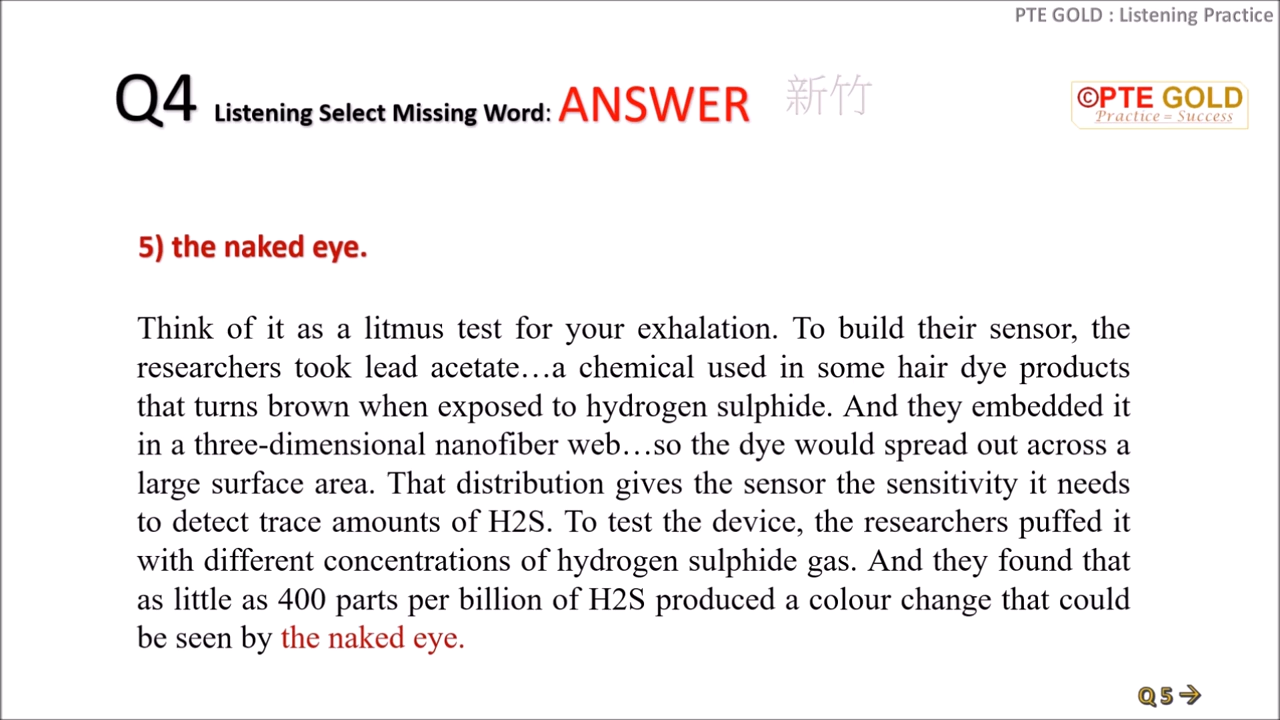 PTE GOLD : Listening Practice
Q4 Listening Select Missing Word: ANSWER 新竹
©PTE GOLD
Practice = Success
5) the naked eye.
Think of it as a litmus test for your exhalation. To build their sensor, the
researchers took lead acetate…a chemical used in some hair dye products
that turns brown when exposed to hydrogen sulphide. And they embedded it
in a three-dimensional nanofiber web…so the dye would spread out across a
large surface area. That distribution gives the sensor the sensitivity it needs
to detect trace amounts of H2S. To test the device, the researchers puffed it
with different concentrations of hydrogen sulphide gas. And they found that
as little as 400 parts per billion of H2S produced a colour change that could
be seen by the naked eye.
Q 5→